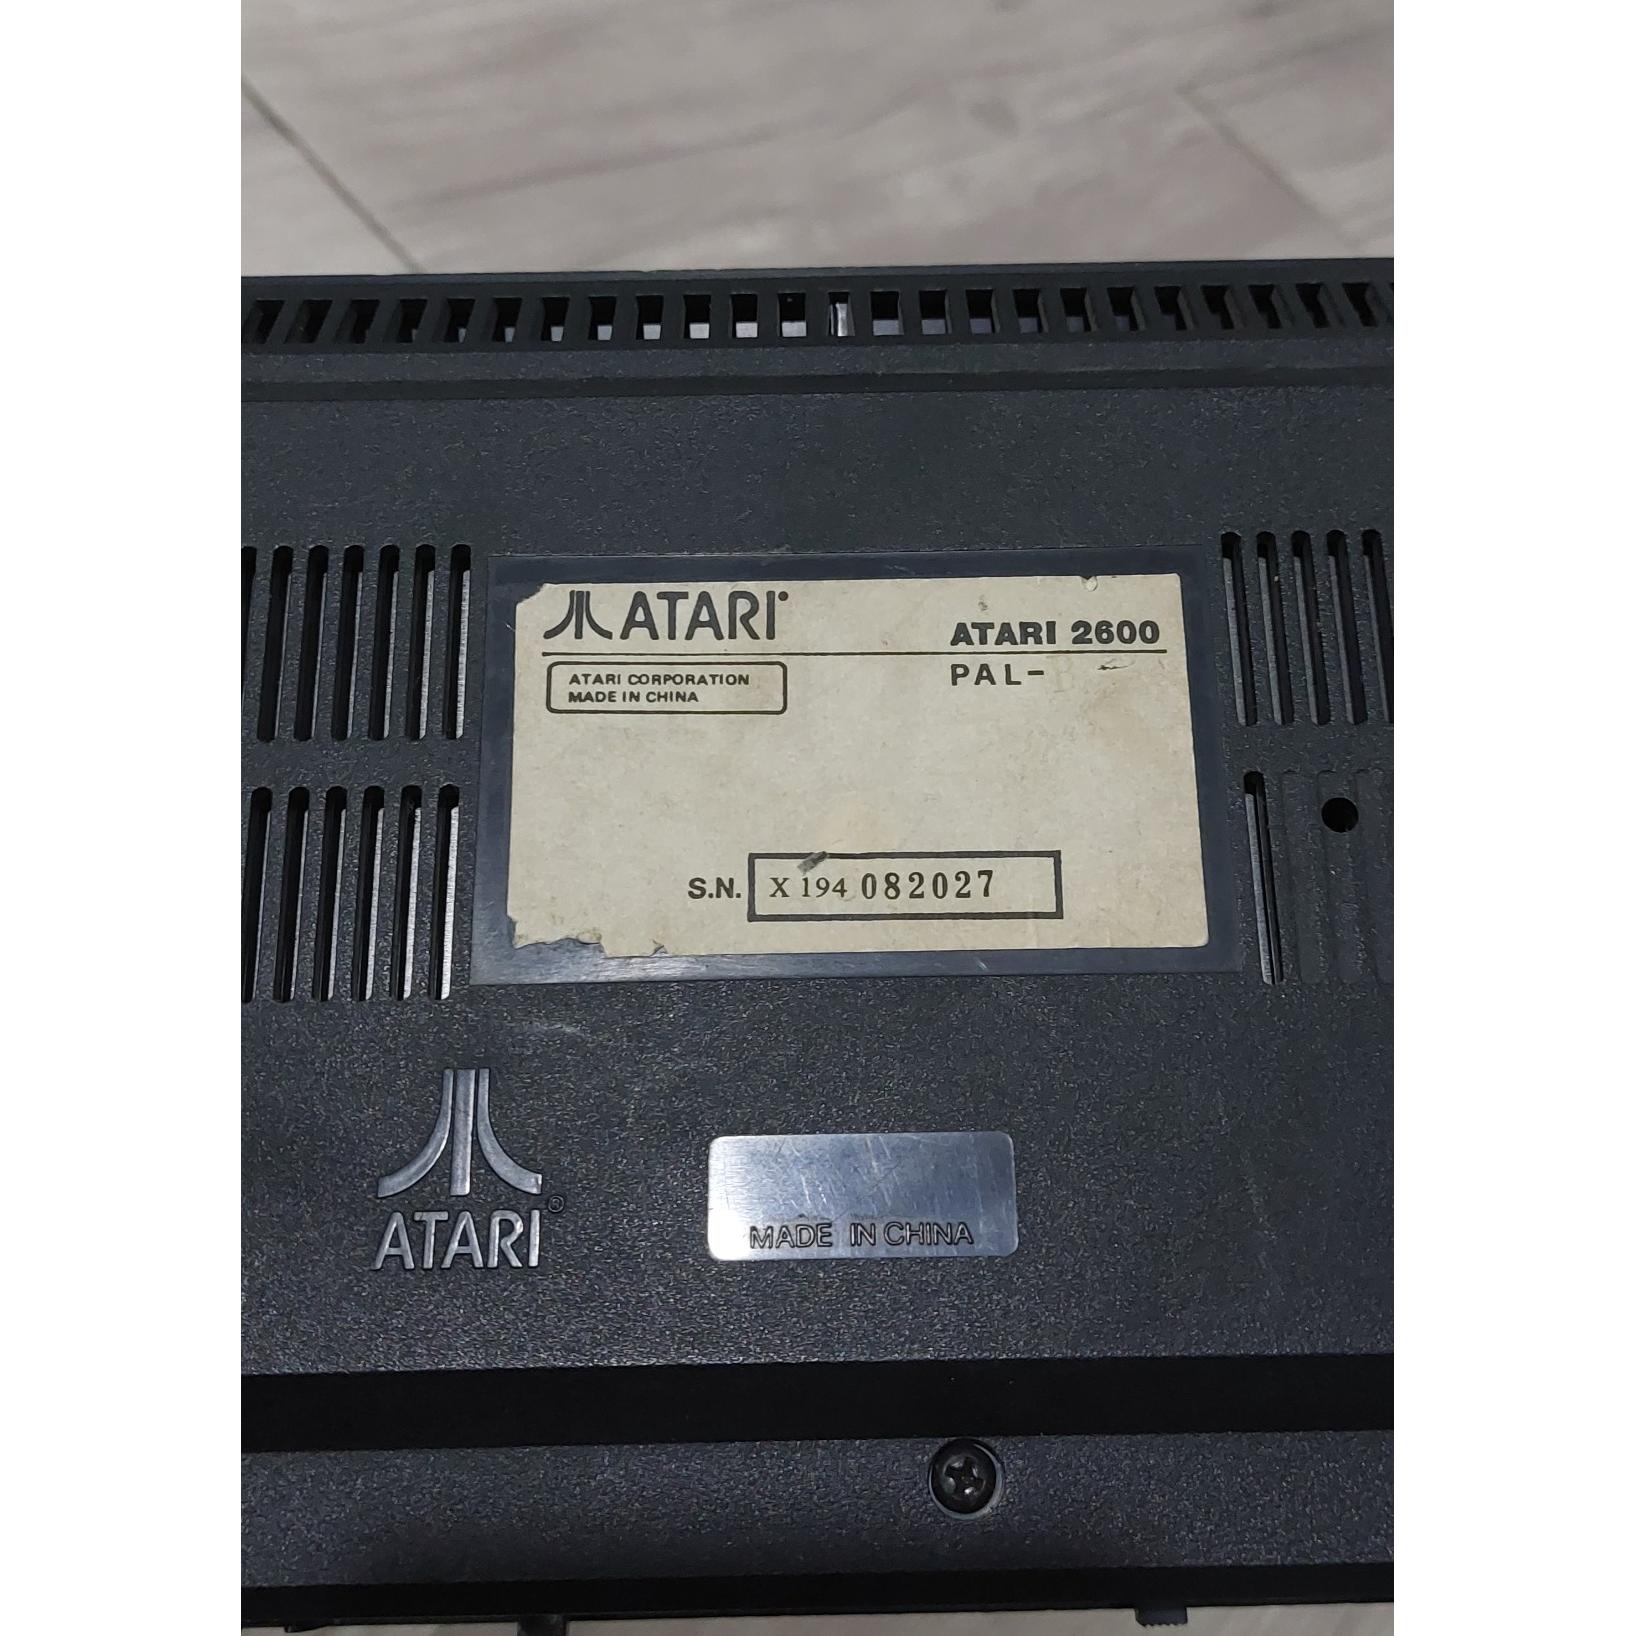 ATARI
ATARI 2600
ATARI CORPORATION
MADE IN CHINA
PAL-B
S.N. X 194 082027
ATARI®
MADE IN CHINA